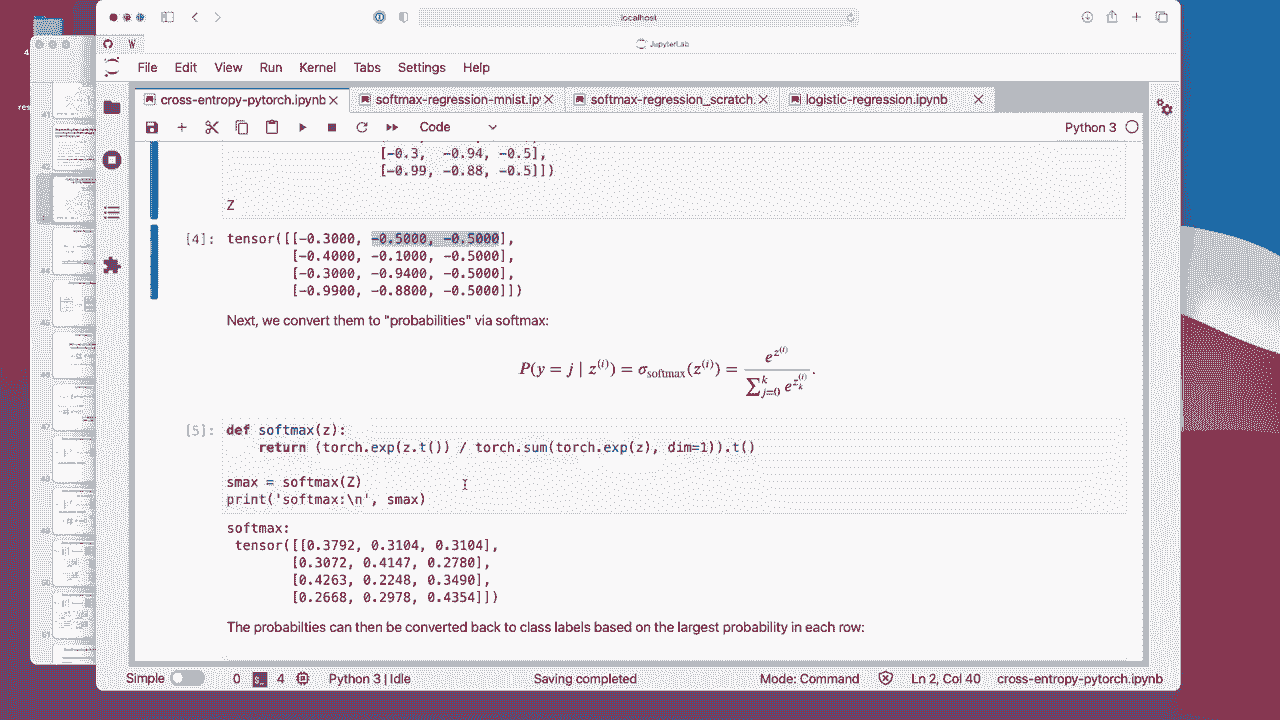 localhost
JupyterLab
File Edit View Run Kernel Tabs Settings Help
cross-entropy-pytorch.ipynb softmax-regression-mnist.ip softmax-regression_scratch logistic-regression.ipynb
Code Python 3
[-0.3, -0.94, -0.5],
[-0.99, -0.88, -0.5]])
Z
[4]: tensor([[-0.3000, -0.5000, -0.5000],
[-0.4000, -0.1000, -0.5000],
[-0.3000, -0.9400, -0.5000],
[-0.9900, -0.8800, -0.5000]])
Next, we convert them to "probabilities" via softmax:
P(y = j | z^{(i)}) = σ_{softmax}(z^{(i)}) = \frac{e^{z^{(i)}}}{\sum_{j=0}^{k} e^{z_k^{(i)}}}.
[5]: def softmax(z):
return (torch.exp(z.t()) / torch.sum(torch.exp(z), dim=1)).t()
smax = softmax(Z)
print('softmax:\n', smax)
softmax:
tensor([[0.3792, 0.3104, 0.3104],
[0.3072, 0.4147, 0.2780],
[0.4263, 0.2248, 0.3490],
[0.2668, 0.2978, 0.4354]])
The probabilties can then be converted back to class labels based on the largest probability in each row:
Simple 0 4 Python 3 | Idle Saving completed Mode: Command Ln 2, Col 40 cross-entropy-pytorch.ipynb